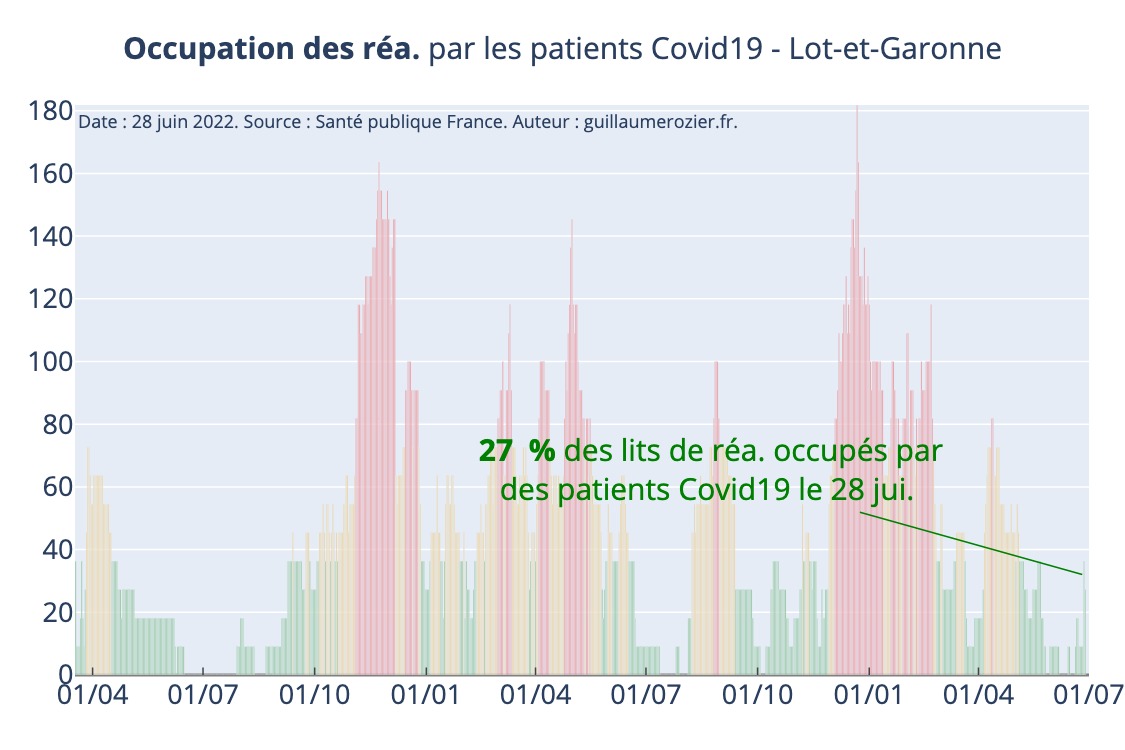 Occupation des réa. par les patients Covid19 - Lot-et-Garonne
180
Date : 28 juin 2022. Source : Santé publique France. Auteur : guillaumerozier.fr.
160
140
120
100
80
27 % des lits de réa. occupés par
des patients Covid19 le 28 jui.
60
40
20
0
01/04 01/07 01/10 01/01 01/04 01/07 01/10 01/01 01/04 01/07